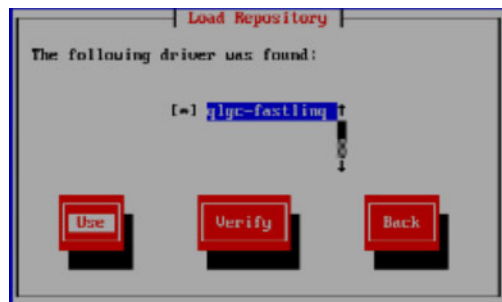 Load Repository
The following driver was found:
[*] qlgc-fastlinq
Use Verify Back